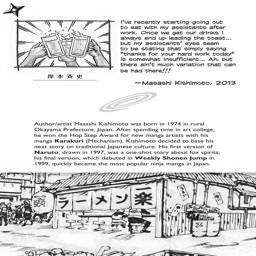 I've recently starting going out
to eat with my assistants after
work. Once we get our drinks I
always end up leading the toast...
but my assistants' eyes seem
to be stating that simply saying
"thanks for your hard work today"
is somewhat insufficient... Ah. but
there ain't much variation that can
be had there!!!
岸本斉史
—Masashi Kishimoto, 2013
Author/artist Masashi Kishimoto was born in 1974 in rural
Okayama Prefecture, Japan. After spending time in art college,
he won the Hop Step Award for new manga artists with his
manga Karakuri (Mechanism). Kishimoto decided to base his
next story on traditional Japanese culture. His first version of
Naruto, drawn in 1997, was a one-shot story about fox spirits;
his final version, which debuted in Weekly Shonen Jump in
1999, quickly became the most popular ninja manga in Japan.
ラーメン楽